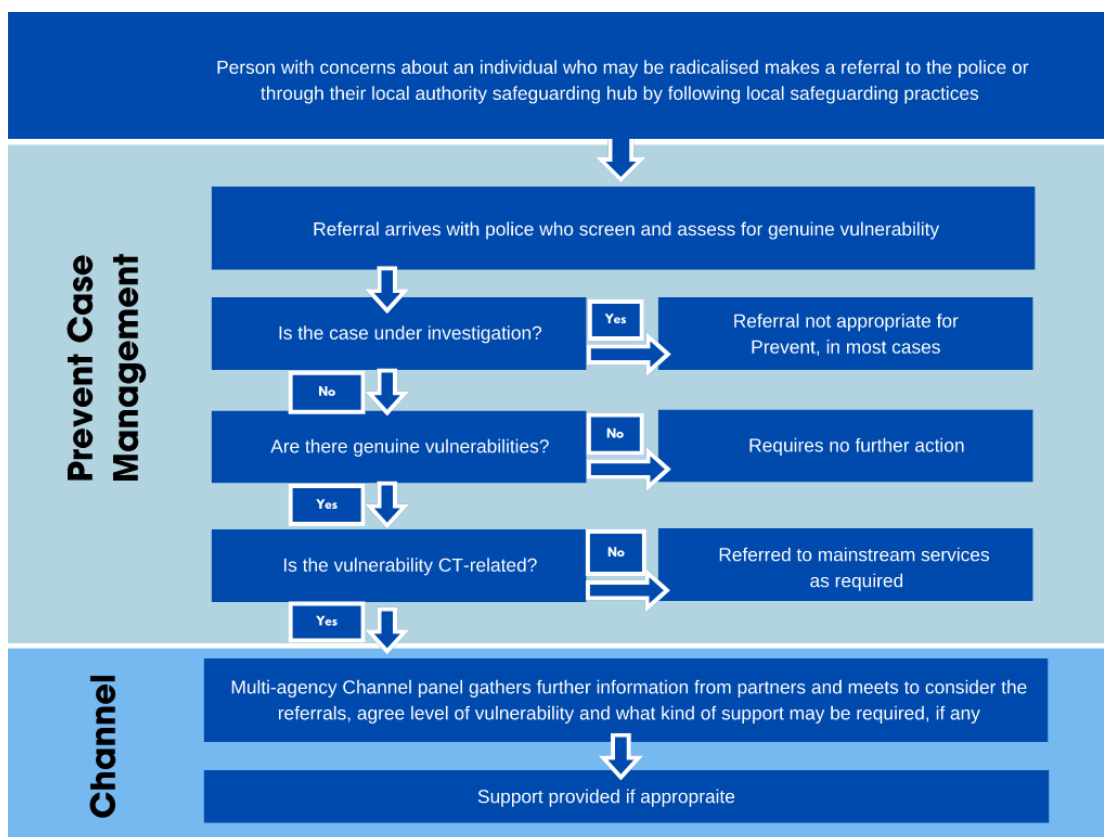 Person with concerns about an individual who may be radicalised makes a referral to the police or
through their local authority safeguarding hub by following local safeguarding practices
Prevent Case
Management
Referral arrives with police who screen and assess for genuine vulnerability
Is the case under investigation?
Yes
Referral not appropriate for
Prevent, in most cases
No
Are there genuine vulnerabilities?
No
Requires no further action
Yes
Is the vulnerability CT-related?
No
Referred to mainstream services
as required
Yes
Channel
Multi-agency Channel panel gathers further information from partners and meets to consider the
referrals, agree level of vulnerability and what kind of support may be required, if any
Support provided if appropraite